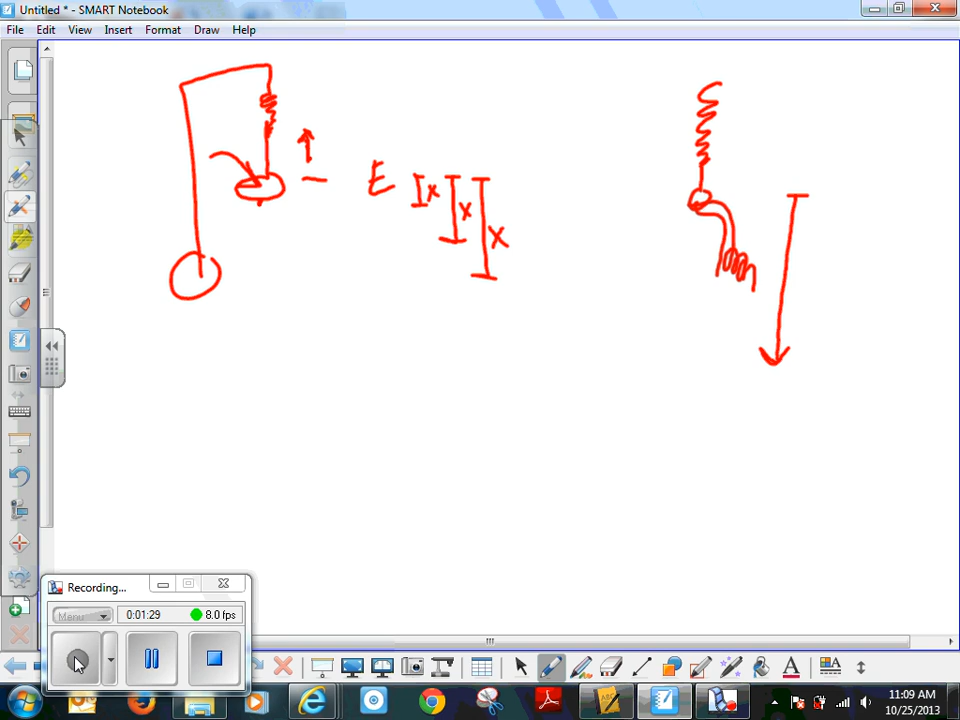 Untitled * - SMART Notebook
File Edit View Insert Format Draw Help
E x x x
Recording...
Menu 0:01:29 8.0 fps
A
ABC
11:09 AM
10/25/2013